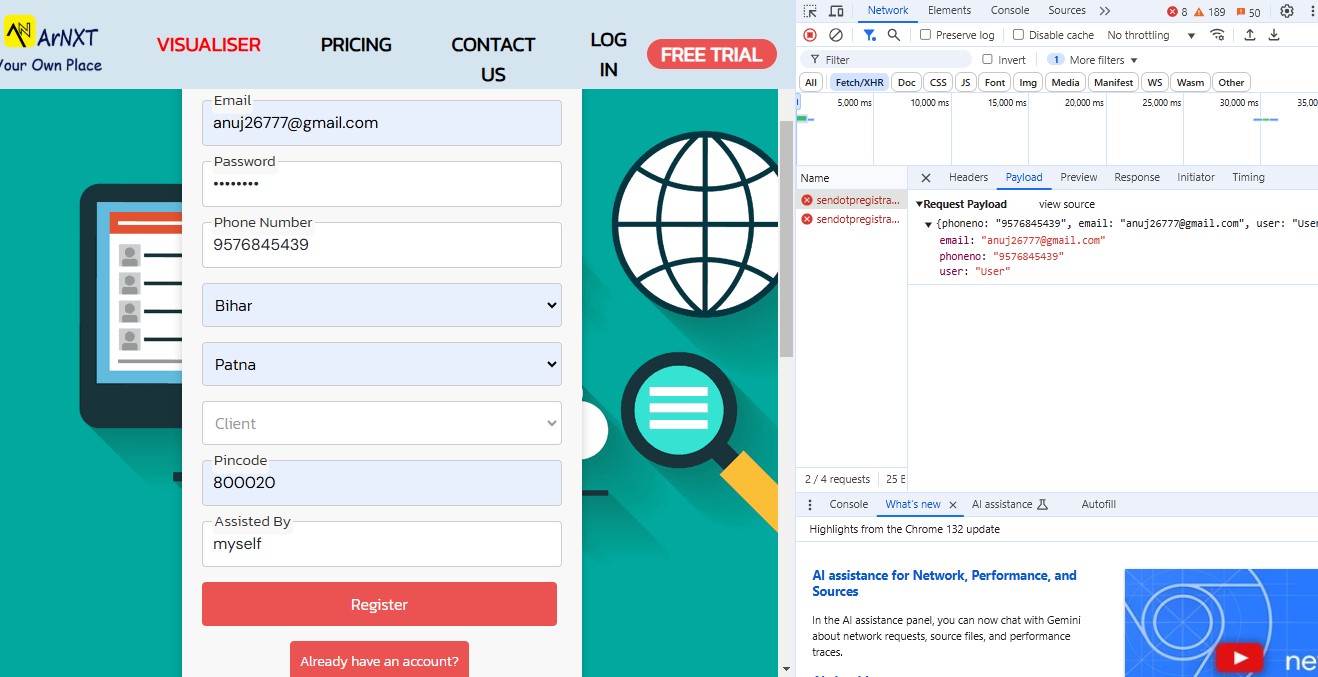 ArNXT
Your Own Place
VISUALISER
PRICING
CONTACT
US
LOG
IN
FREE TRIAL
Email
anuj26777@gmail.com
Password
••••••••
Phone Number
9576845439
Bihar
Patna
Client
Pincode
800020
Assisted By
myself
Register
Already have an account?
Network Elements Console Sources 8 189 50
Preserve log Disable cache No throttling
Filter Invert 1 More filters
All Fetch/XHR Doc CSS JS Font Img Media Manifest WS Wasm Other
5,000 ms 10,000 ms 15,000 ms 20,000 ms 25,000 ms 30,000 ms 35,00
Name Headers Payload Preview Response Initiator Timing
sendotpregistra...
sendotpregistra...
Request Payload view source
{phoneno: "9576845439", email: "anuj26777@gmail.com", user: "User
email: "anuj26777@gmail.com"
phoneno: "9576845439"
user: "User"
2 / 4 requests 25 B
Console What's new AI assistance Autofill
Highlights from the Chrome 132 update
AI assistance for Network, Performance, and
Sources
In the AI assistance panel, you can now chat with Gemini
about network requests, source files, and performance
traces.